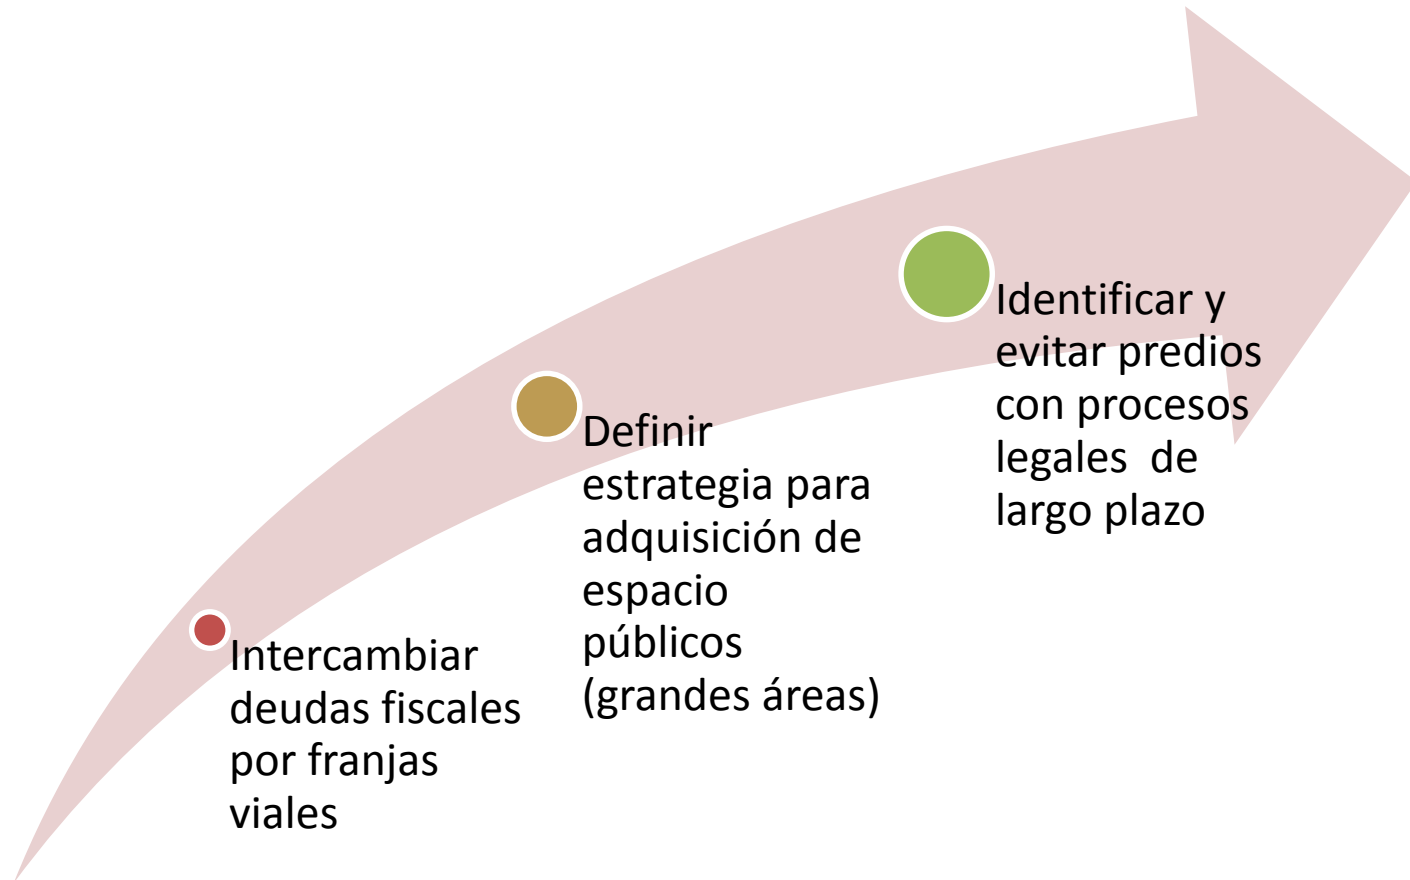 Intercambiar
deudas fiscales
por franjas
viales
Definir
estrategia para
adquisición de
espacio
públicos
(grandes áreas)
Identificar y
evitar predios
con procesos
legales  de
largo plazo